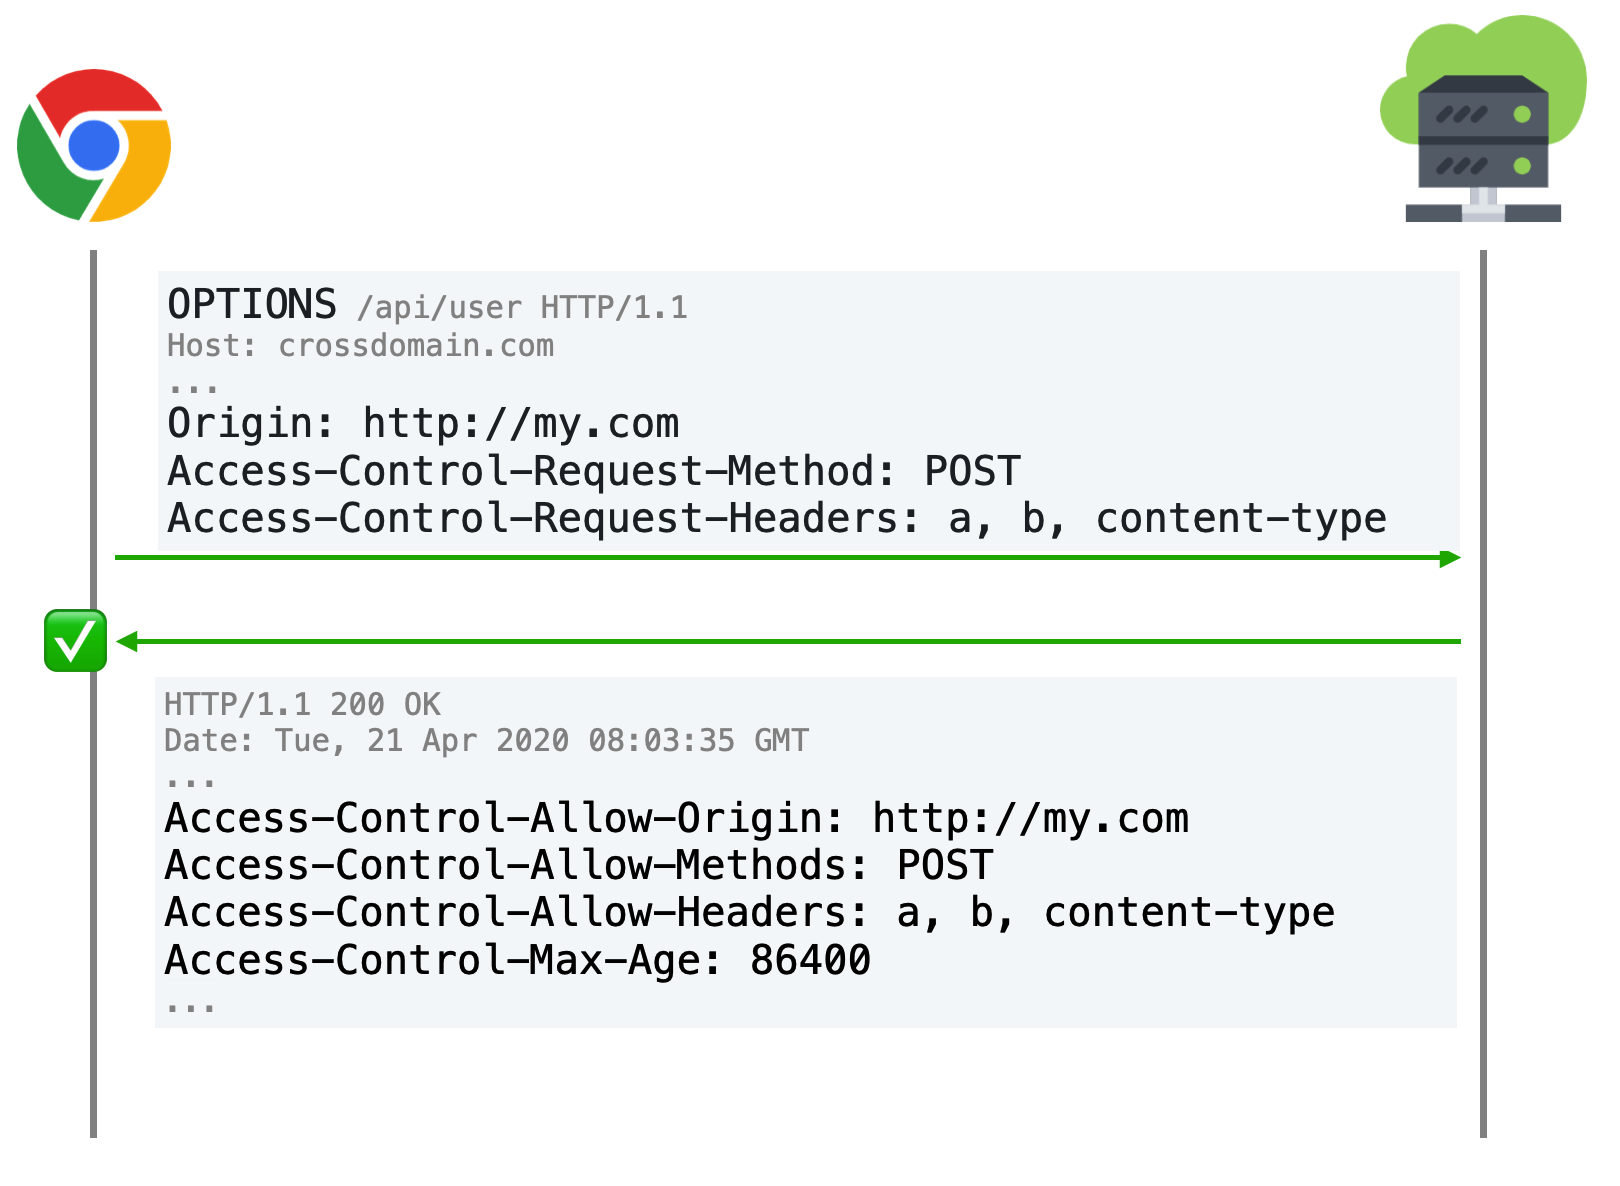 OPTIONS /api/user HTTP/1.1
Host: crossdomain.com
...
Origin: http://my.com
Access-Control-Request-Method: POST
Access-Control-Request-Headers: a, b, content-type
HTTP/1.1 200 OK
Date: Tue, 21 Apr 2020 08:03:35 GMT
...
Access-Control-Allow-Origin: http://my.com
Access-Control-Allow-Methods: POST
Access-Control-Allow-Headers: a, b, content-type
Access-Control-Max-Age: 86400
...